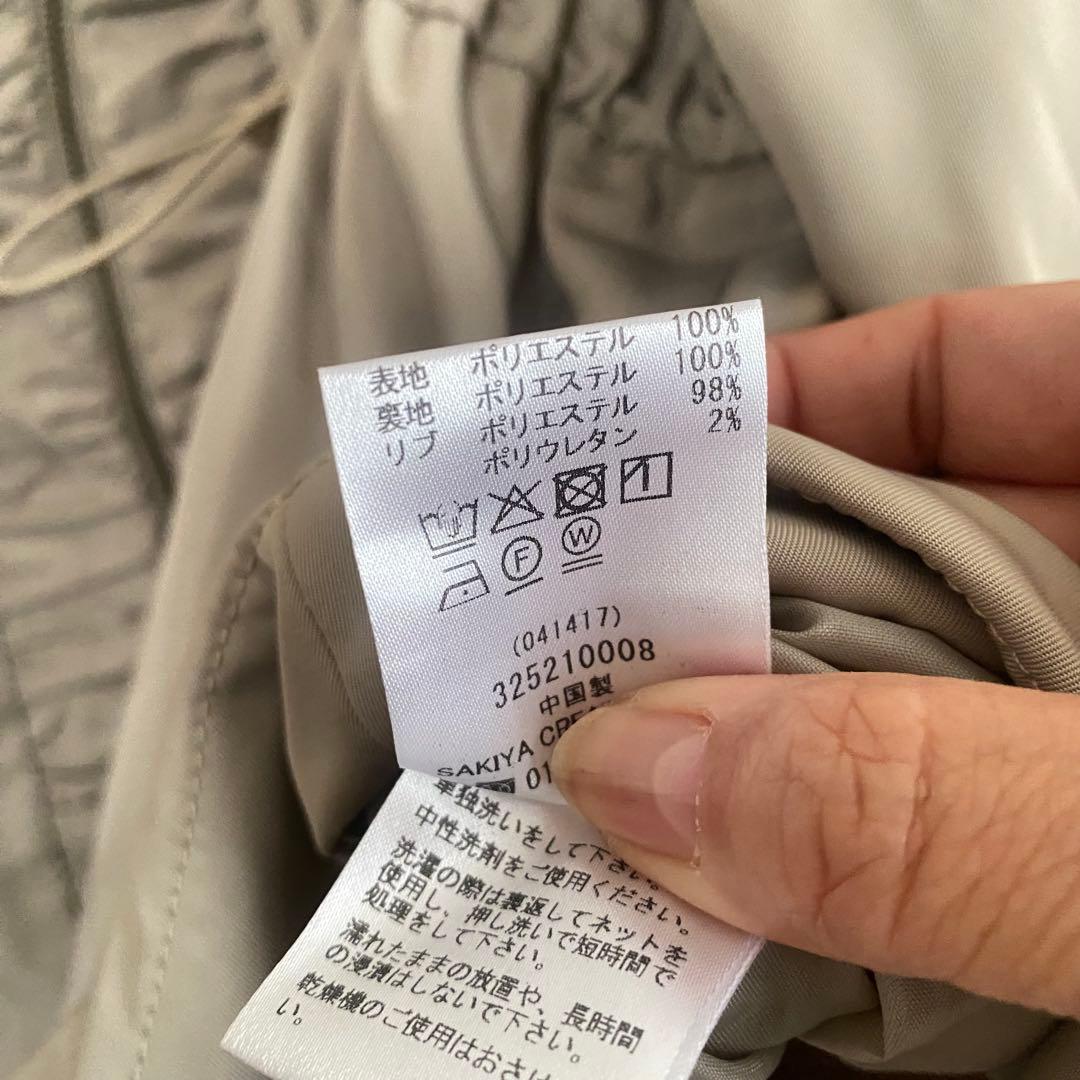 表地 ポリエステル 100%
裏地 ポリエステル 100%
リブ ポリエステル 98%
ポリウレタン 2%
F W
(041417)
325210008
中国製
SAKIYA
01
単独洗いをして下さい。
中性洗剤をご使用ください。
洗濯の際は裏返してネットを
使用し、押し洗いで短時間で
処理をして下さい。
濡れたままの放置や、長時間
の浸漬はしないで下さい。
乾燥機のご使用はおさけ
い。